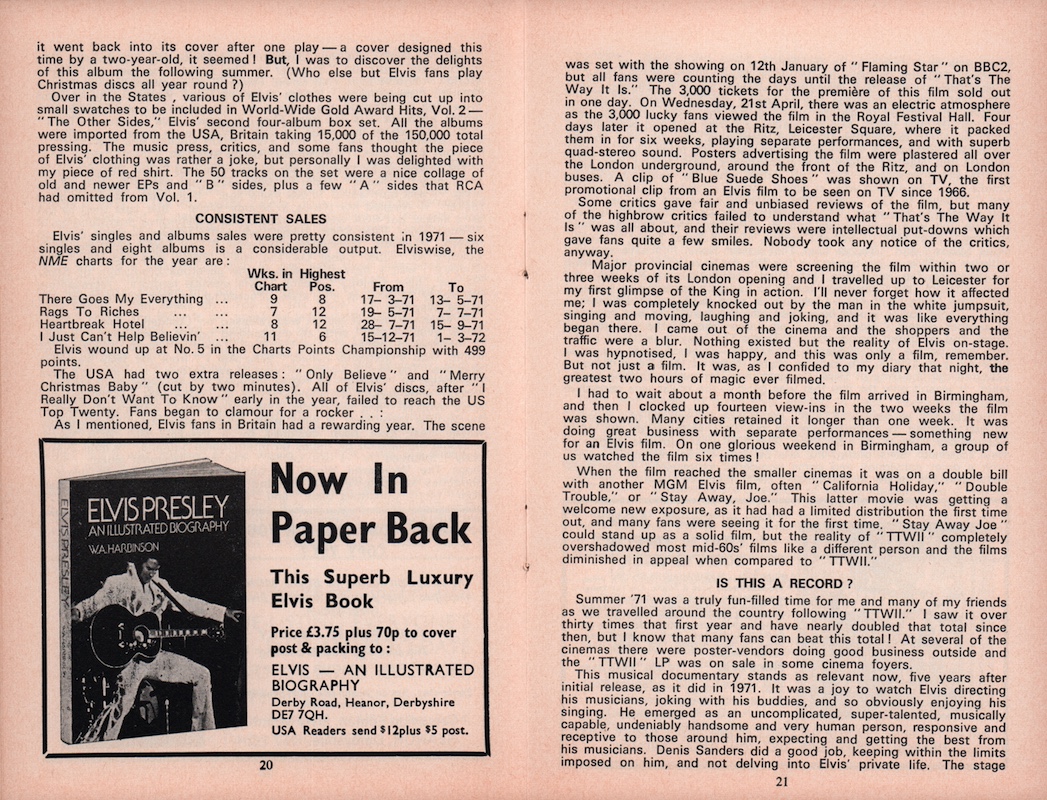 it went back into its cover after one play — a cover designed this
time by a two-year-old, it seemed! But, I was to discover the delights
of this album the following summer. (Who else but Elvis fans play
Christmas discs all year round?)
Over in the States , various of Elvis' clothes were being cut up into
small swatches to be included in World-Wide Gold Award Hits, Vol. 2 —
"The Other Sides," Elvis' second four-album box set. All the albums
were imported from the USA, Britain taking 15,000 of the 150,000 total
pressing. The music press, critics, and some fans thought the piece
of Elvis' clothing was rather a joke, but personally I was delighted with
my piece of red shirt. The 50 tracks on the set were a nice collage of
old and newer EPs and "B" sides, plus a few "A" sides that RCA
had omitted from Vol. 1.
CONSISTENT SALES
Elvis' singles and albums sales were pretty consistent in 1971 — six
singles and eight albums is a considerable output. Elviswise, the
NME charts for the year are:
Wks. in Highest
Chart Pos. From To
There Goes My Everything ... 9 8 17– 3–71 13– 5–71
Rags To Riches ... ... 7 12 19– 5–71 7– 7–71
Heartbreak Hotel ... ... 8 12 28– 7–71 15– 9–71
I Just Can't Help Believin' ... 11 6 15–12–71 1– 3–72
Elvis wound up at No. 5 in the Charts Points Championship with 499
points.
The USA had two extra releases: "Only Believe" and "Merry
Christmas Baby" (cut by two minutes). All of Elvis' discs, after "I
Really Don't Want To Know" early in the year, failed to reach the US
Top Twenty. Fans began to clamour for a rocker . . :
As I mentioned, Elvis fans in Britain had a rewarding year. The scene
ELVIS PRESLEY
ELVIS PRESLEY
AN ILLUSTRATED BIOGRAPHY
W.A. HARBINSON
Now In
Paper Back
This Superb Luxury
Elvis Book
Price £3.75 plus 70p to cover
post & packing to:
ELVIS — AN ILLUSTRATED
BIOGRAPHY
Derby Road, Heanor, Derbyshire
DE7 7QH.
USA Readers send $12plus $5 post.
20
was set with the showing on 12th January of "Flaming Star" on BBC2,
but all fans were counting the days until the release of "That's The
Way It Is." The 3,000 tickets for the première of this film sold out
in one day. On Wednesday, 21st April, there was an electric atmosphere
as the 3,000 lucky fans viewed the film in the Royal Festival Hall. Four
days later it opened at the Ritz, Leicester Square, where it packed
them in for six weeks, playing separate performances, and with superb
quad-stereo sound. Posters advertising the film were plastered all over
the London underground, around the front of the Ritz, and on London
buses. A clip of "Blue Suede Shoes" was shown on TV, the first
promotional clip from an Elvis film to be seen on TV since 1966.
Some critics gave fair and unbiased reviews of the film, but many
of the highbrow critics failed to understand what "That's The Way It
Is" was all about, and their reviews were intellectual put-downs which
gave fans quite a few smiles. Nobody took any notice of the critics,
anyway.
Major provincial cinemas were screening the film within two or
three weeks of its London opening and I travelled up to Leicester for
my first glimpse of the King in action. I'll never forget how it affected
me; I was completely knocked out by the man in the white jumpsuit,
singing and moving, laughing and joking, and it was like everything
began there. I came out of the cinema and the shoppers and the
traffic were a blur. Nothing existed but the reality of Elvis on-stage.
I was hypnotised, I was happy, and this was only a film, remember.
But not just a film. It was, as I confided to my diary that night, the
greatest two hours of magic ever filmed.
I had to wait about a month before the film arrived in Birmingham,
and then I clocked up fourteen view-ins in the two weeks the film
was shown. Many cities retained it longer than one week. It was
doing great business with separate performances — something new
for an Elvis film. On one glorious weekend in Birmingham, a group of
us watched the film six times!
When the film reached the smaller cinemas it was on a double bill
with another MGM Elvis film, often "California Holiday," "Double
Trouble," or "Stay Away, Joe." This latter movie was getting a
welcome new exposure, as it had had a limited distribution the first time
out, and many fans were seeing it for the first time. "Stay Away Joe"
could stand up as a solid film, but the reality of "TTWII" completely
overshadowed most mid-60s' films like a different person and the films
diminished in appeal when compared to "TTWII."
IS THIS A RECORD?
Summer '71 was a truly fun-filled time for me and many of my friends
as we travelled around the country following "TTWII." I saw it over
thirty times that first year and have nearly doubled that total since
then, but I know that many fans can beat this total! At several of the
cinemas there were poster-vendors doing good business outside and
the "TTWII" LP was on sale in some cinema foyers.
This musical documentary stands as relevant now, five years after
initial release, as it did in 1971. It was a joy to watch Elvis directing
his musicians, joking with his buddies, and so obviously enjoying his
singing. He emerged as an uncomplicated, super-talented, musically
capable, undeniably handsome and very human person, responsive and
receptive to those around him, expecting and getting the best from
his musicians. Denis Sanders did a good job, keeping within the limits
imposed on him, and not delving into Elvis' private life. The stage
21